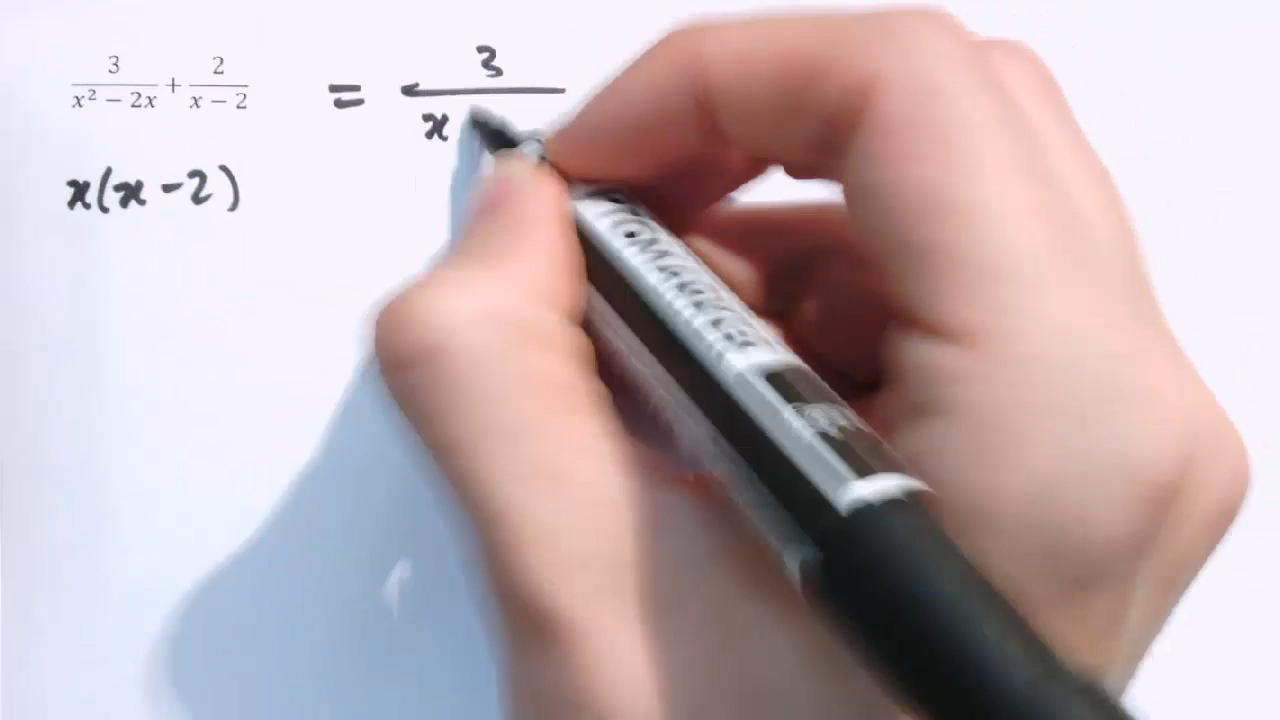 3/(x² − 2x) + 2/(x − 2) = 3/x
x(x − 2)